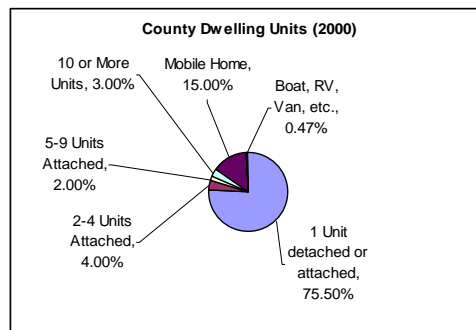 County Dwelling Units (2000)
10 or More
Units, 3.00%
Mobile Home,
15.00%
Boat, RV,
Van, etc.,
0.47%
5-9 Units
Attached,
2.00%
2-4 Units
Attached,
4.00%
1 Unit
detached or
attached,
75.50%